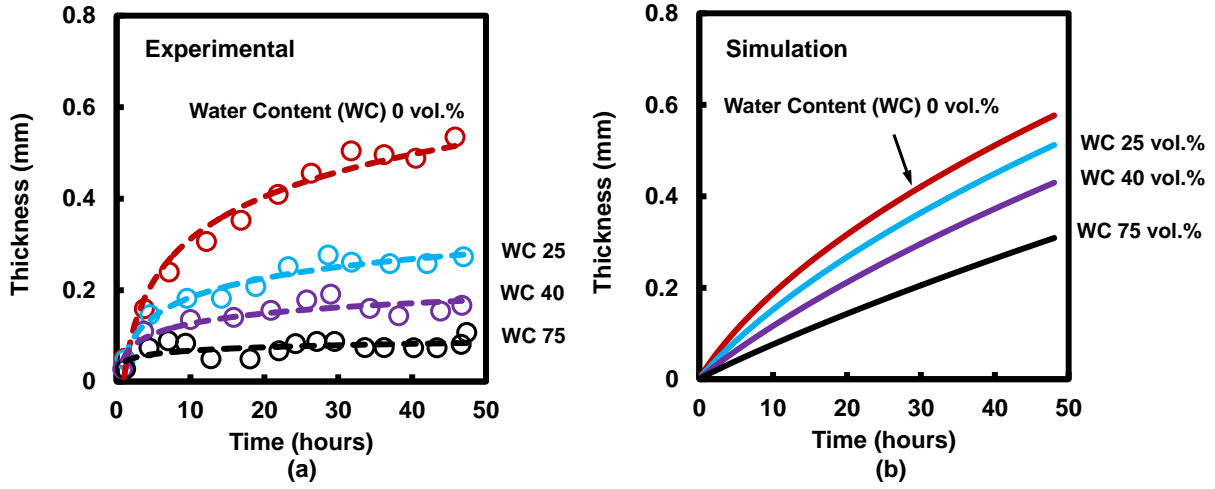 0.8
Experimental
Water Content (WC) 0 vol.%
0.6
0.4
0.2
0
Thickness (mm)
WC 25
WC 40
WC 75
0 10 20 30 40 50
Time (hours)
(a)
0.8
Simulation
Water Content (WC) 0 vol.%
0.6
0.4
0.2
0
Thickness (mm)
WC 25 vol.%
WC 40 vol.%
WC 75 vol.%
0 10 20 30 40 50
Time (hours)
(b)